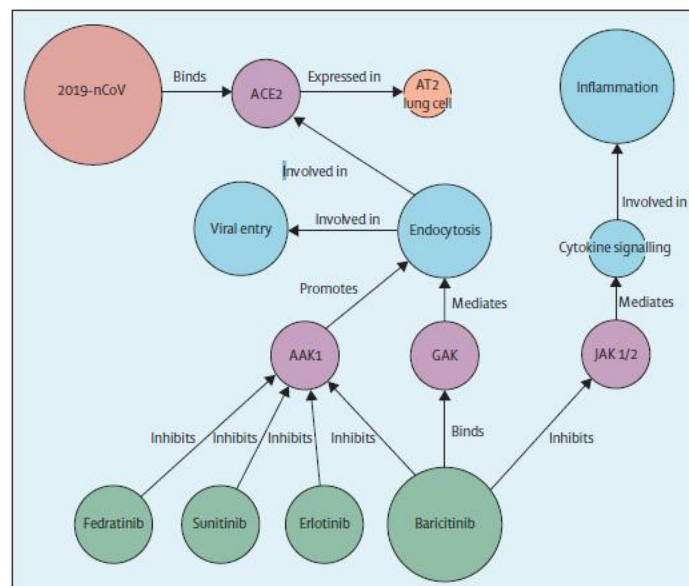 2019-nCoV
Binds
ACE2
Expressed in
AT2
lung cell
Inflammation
Involved in
Viral entry
Involved in
Endocytosis
Involved in
Cytokine signalling
Promotes
Mediates
Mediates
AAK1
GAK
JAK 1/2
Inhibits
Inhibits
Inhibits
Inhibits
Binds
Inhibits
Fedratinib
Sunitinib
Erlotinib
Baricitinib